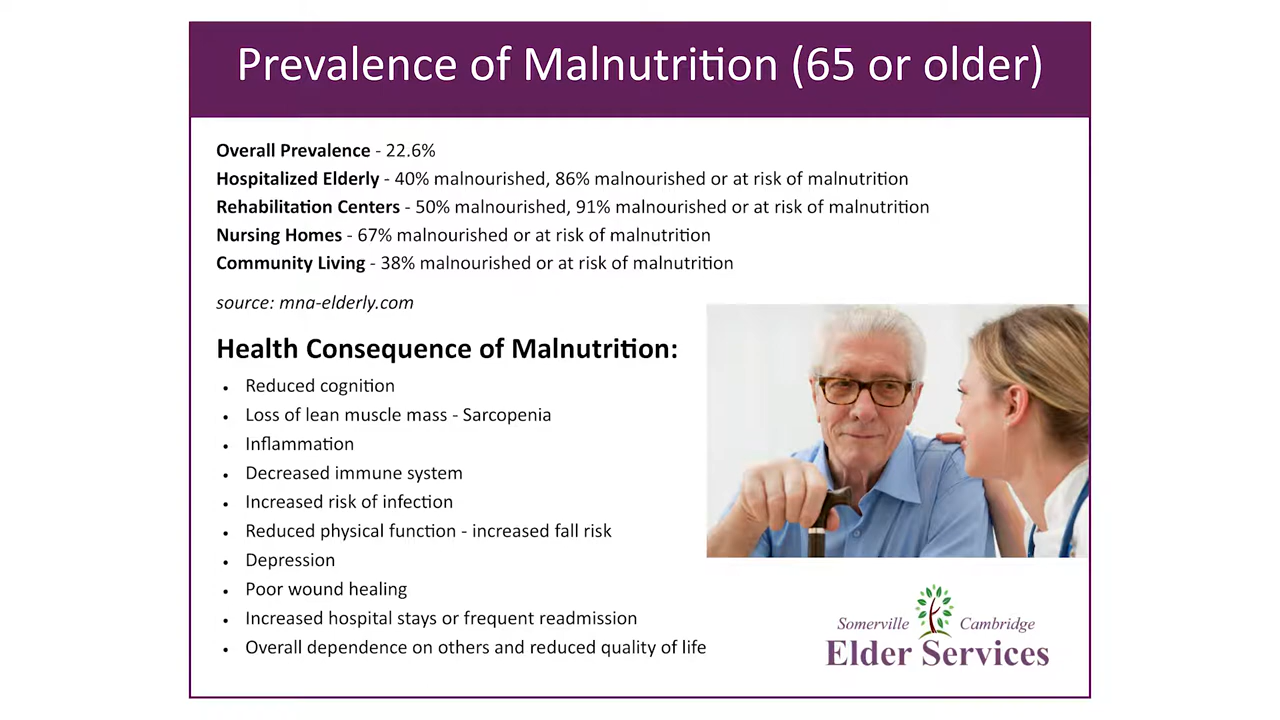 Prevalence of Malnutrition (65 or older)
Overall Prevalence - 22.6%
Hospitalized Elderly - 40% malnourished, 86% malnourished or at risk of malnutrition
Rehabilitation Centers - 50% malnourished, 91% malnourished or at risk of malnutrition
Nursing Homes - 67% malnourished or at risk of malnutrition
Community Living - 38% malnourished or at risk of malnutrition
source: mna-elderly.com
Health Consequence of Malnutrition:
• Reduced cognition
• Loss of lean muscle mass - Sarcopenia
• Inflammation
• Decreased immune system
• Increased risk of infection
• Reduced physical function - increased fall risk
• Depression
• Poor wound healing
• Increased hospital stays or frequent readmission
• Overall dependence on others and reduced quality of life
Somerville Cambridge
Elder Services